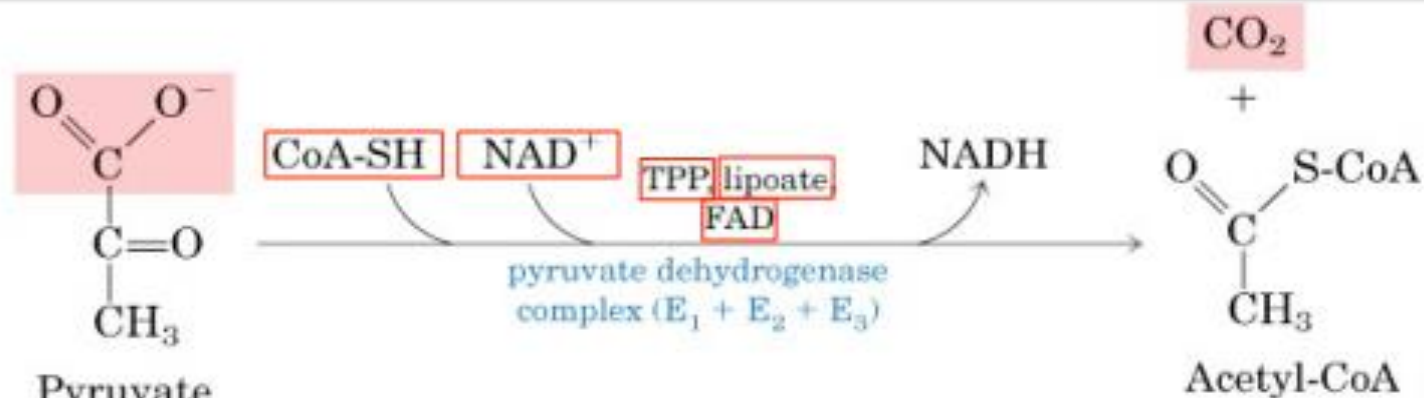 CO₂
+
O O⁻
C
C=O
CH₃
Pyruvate
CoA-SH NAD⁺
TPP, lipoate,
FAD
NADH
pyruvate dehydrogenase
complex (E₁ + E₂ + E₃)
O S-CoA
C
CH₃
Acetyl-CoA